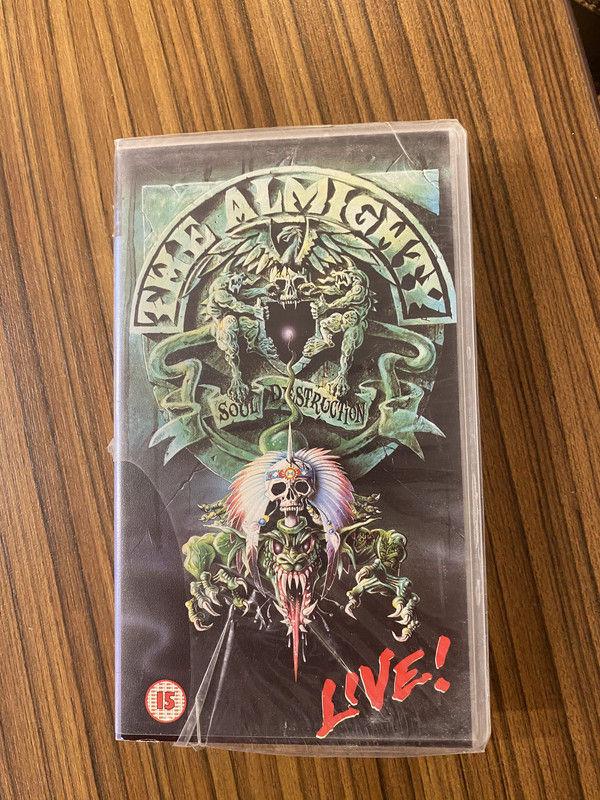 THE ALMIGHTY
SOUL DESTRUCTION
LIVE!
15